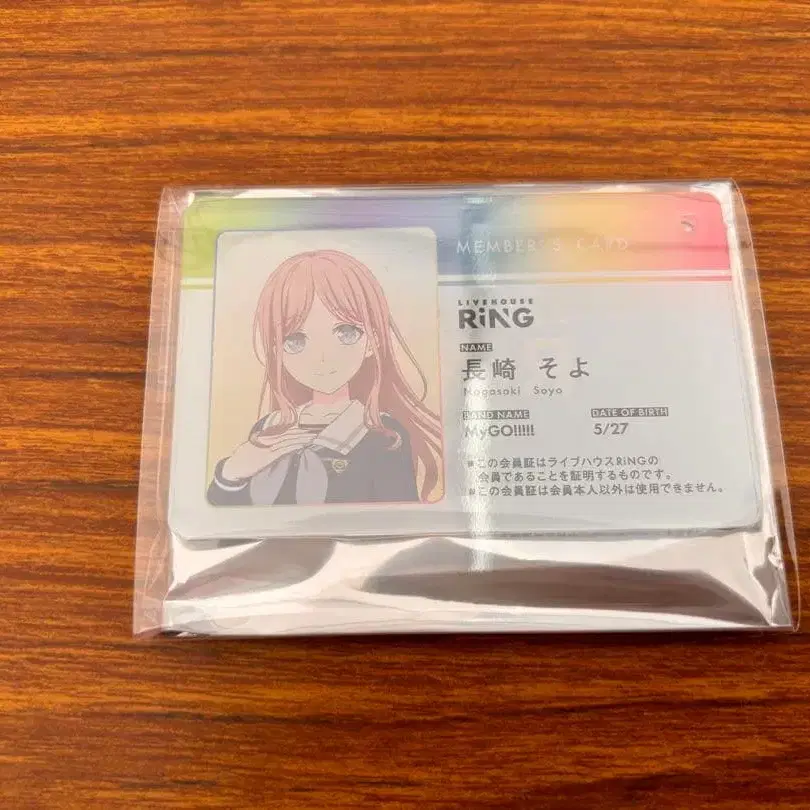 MEMBER'S CARD
LIVEHOUSE
RiNG
NAME
長崎 そよ
Nagasaki Soyo
BAND NAME DATE OF BIRTH
MyGO!!!!! 5/27
※この会員証はライブハウスRiNGの
会員であることを証明するものです。
※この会員証は会員本人以外は使用できません。